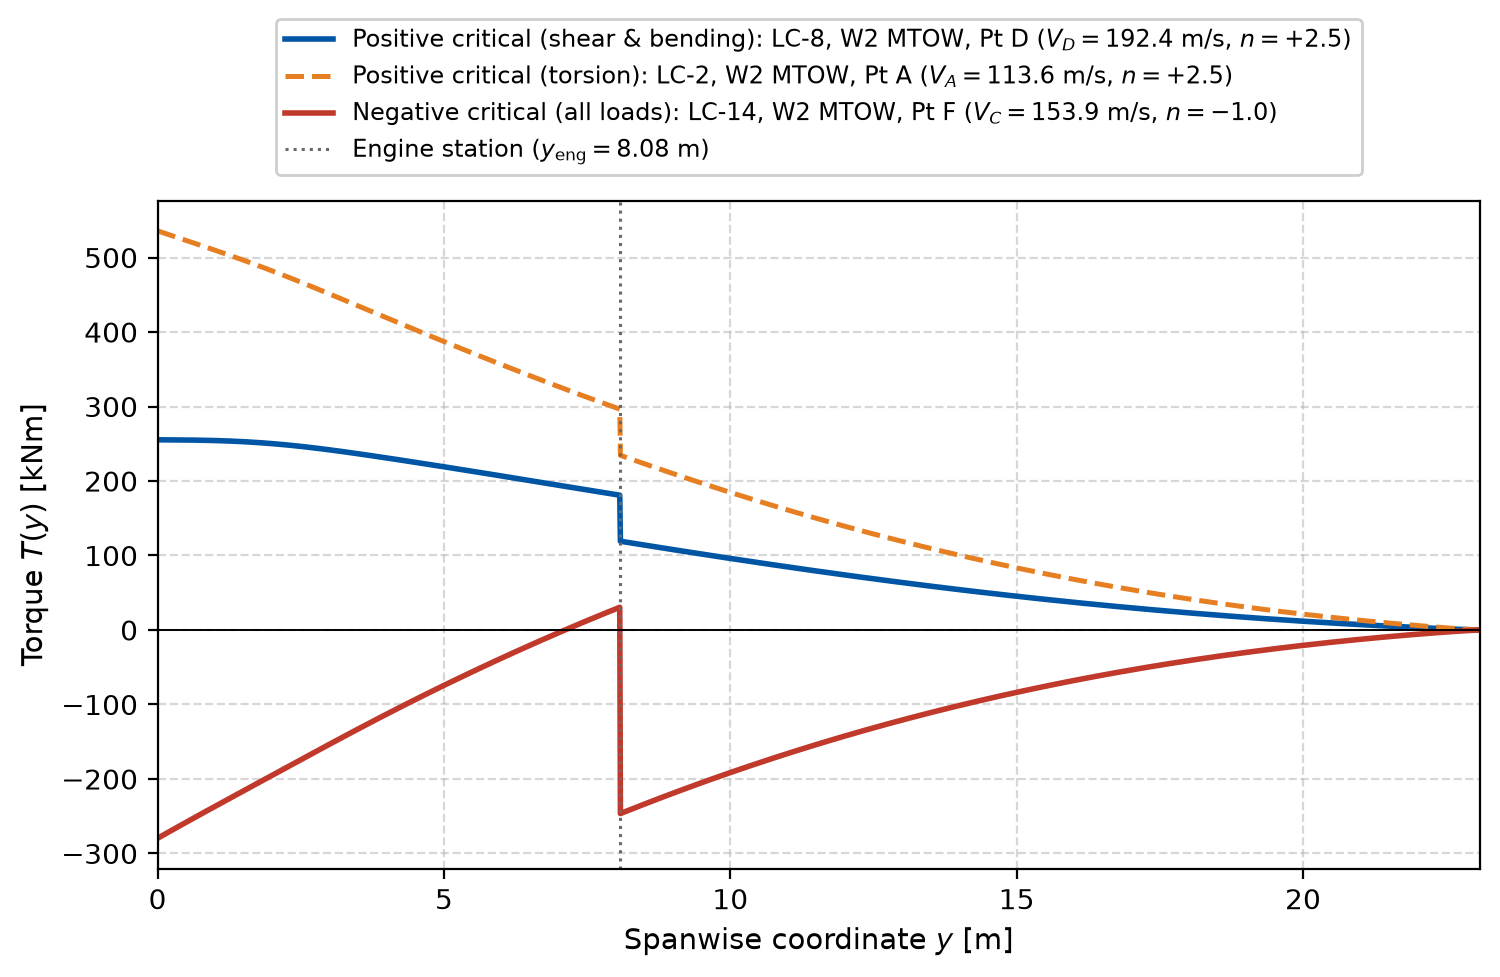 Positive critical (shear & bending): LC-8, W2 MTOW, Pt D (V_D = 192.4 m/s, n = +2.5)
Positive critical (torsion): LC-2, W2 MTOW, Pt A (V_A = 113.6 m/s, n = +2.5)
Negative critical (all loads): LC-14, W2 MTOW, Pt F (V_C = 153.9 m/s, n = −1.0)
Engine station (y_eng = 8.08 m)
Torque T(y) [kNm]
500
400
300
200
100
0
−100
−200
−300
0 5 10 15 20
Spanwise coordinate y [m]